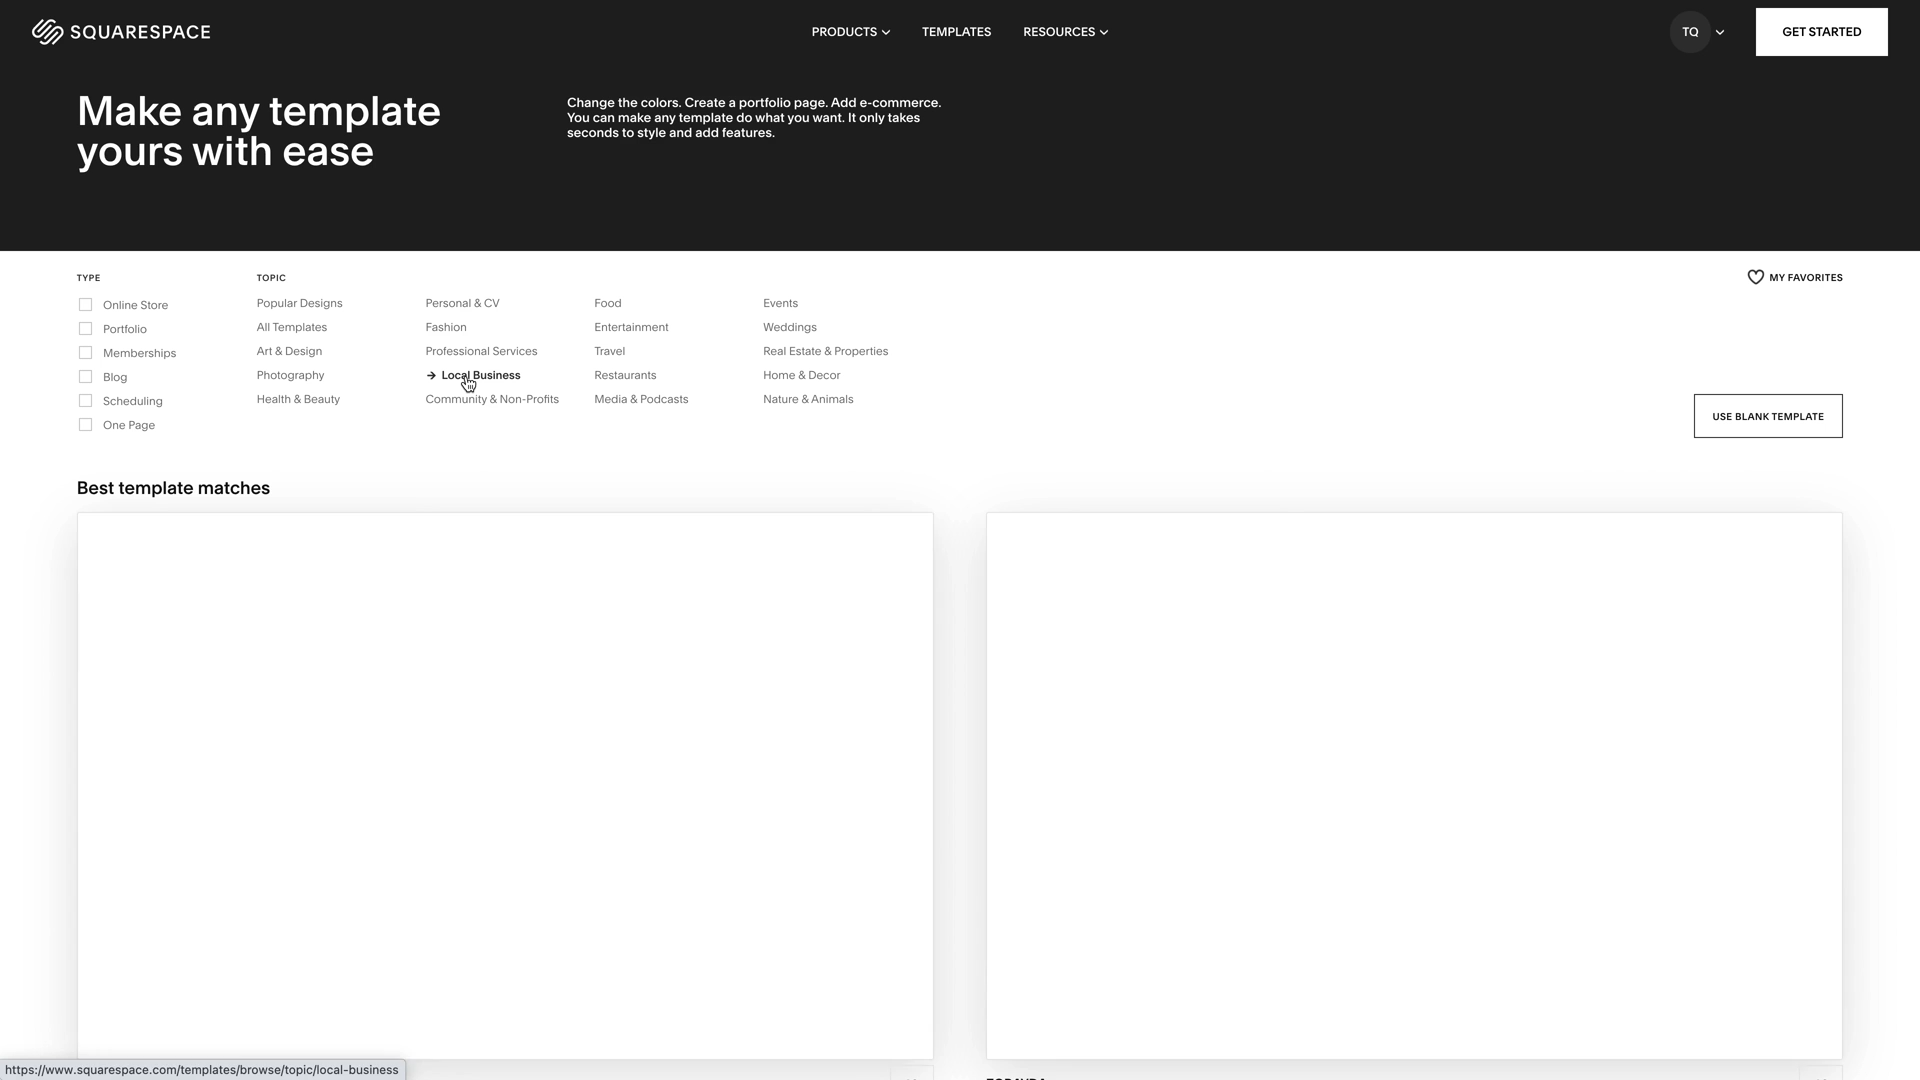 SQUARESPACE
PRODUCTS
TEMPLATES
RESOURCES
TQ
GET STARTED
Make any template
yours with ease
Change the colors. Create a portfolio page. Add e-commerce.
You can make any template do what you want. It only takes
seconds to style and add features.
TYPE
Online Store
Portfolio
Memberships
Blog
Scheduling
One Page
TOPIC
Popular Designs
All Templates
Art & Design
Photography
Health & Beauty
Personal & CV
Fashion
Professional Services
Local Business
Community & Non-Profits
Food
Entertainment
Travel
Restaurants
Media & Podcasts
Events
Weddings
Real Estate & Properties
Home & Decor
Nature & Animals
MY FAVORITES
USE BLANK TEMPLATE
Best template matches
https://www.squarespace.com/templates/browse/topic/local-business